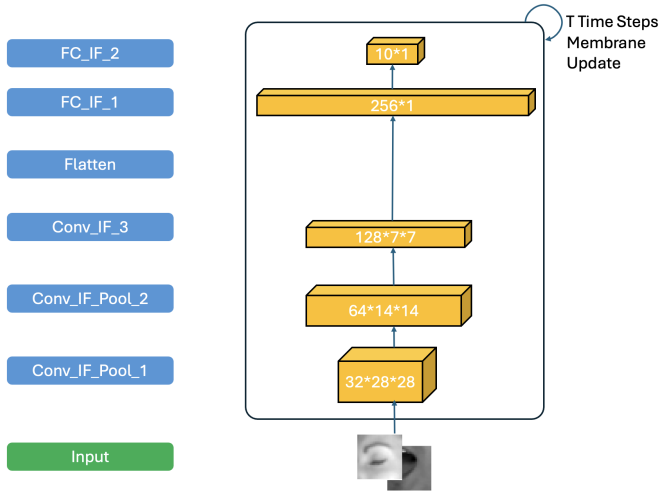 FC_IF_2
FC_IF_1
Flatten
Conv_IF_3
Conv_IF_Pool_2
Conv_IF_Pool_1
Input
10*1
256*1
128*7*7
64*14*14
32*28*28
T Time Steps
Membrane
Update